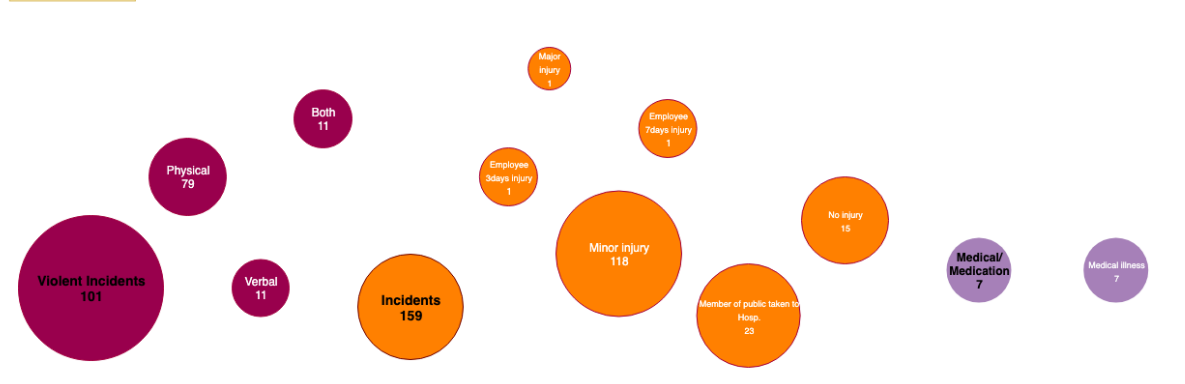 Violent Incidents
101
Physical
79
Both
11
Verbal
11
Incidents
159
Employee
3days injury
1
Major
injury
1
Employee
7days injury
1
Minor injury
118
Member of public taken to
Hosp.
23
No injury
15
Medical/
Medication
7
Medical illness
7